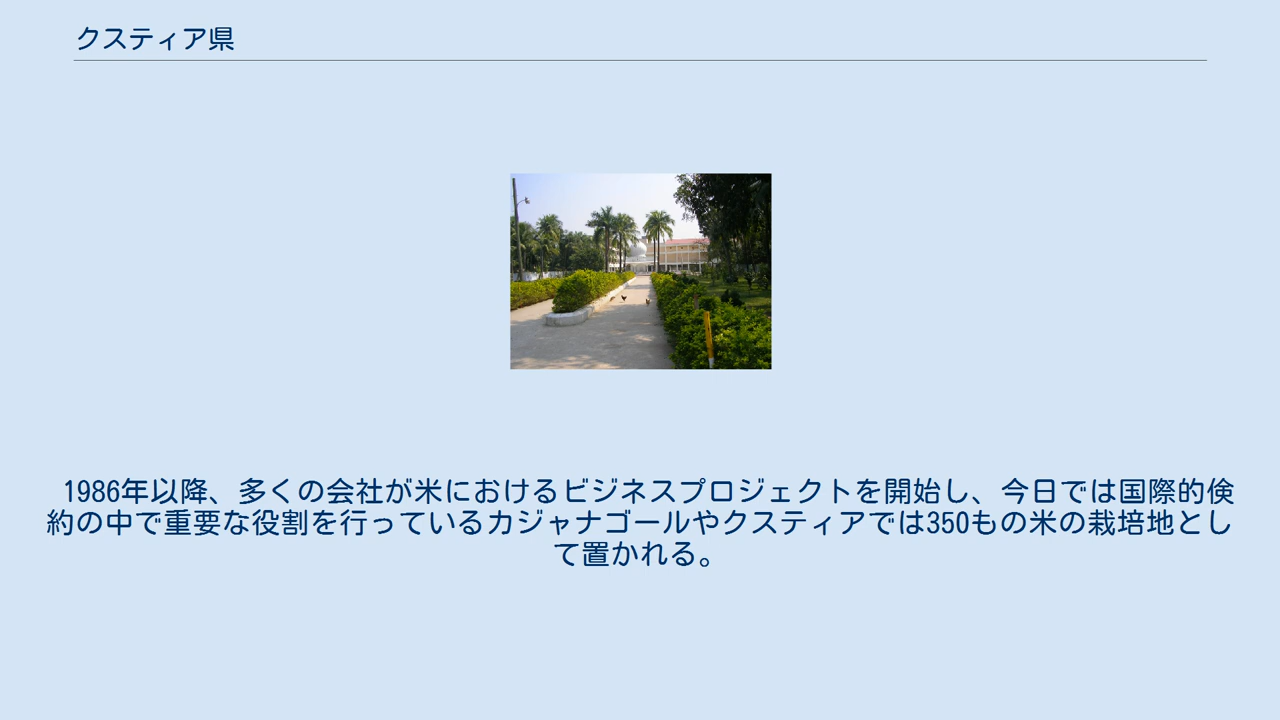 クスティア県
1986年以降、多くの会社が米におけるビジネスプロジェクトを開始し、今日では国際的倹
約の中で重要な役割を行っているカジャナゴールやクスティアでは350もの米の栽培地とし
て置かれる。